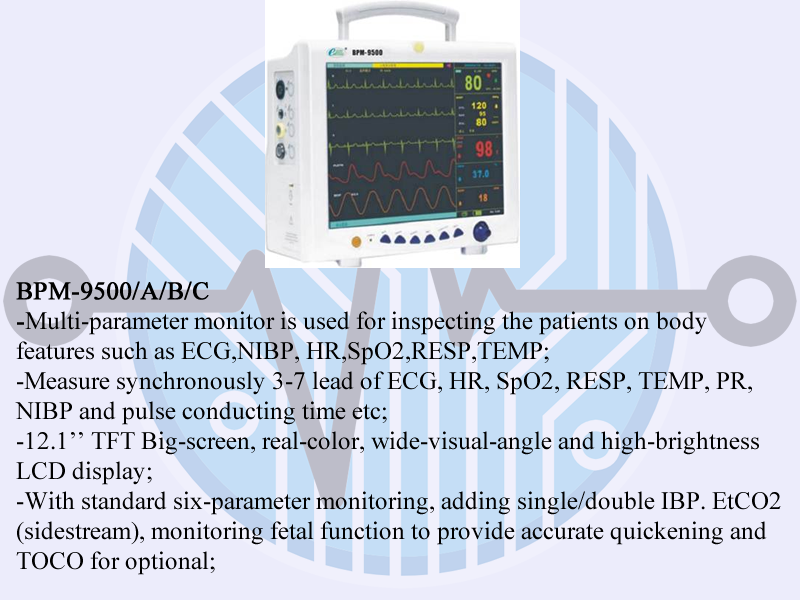 BPM-9500
80
120
95
80
98
37.0
18
BPM-9500/A/B/C
-Multi-parameter monitor is used for inspecting the patients on body
features such as ECG,NIBP, HR,SpO2,RESP,TEMP;
-Measure synchronously 3-7 lead of ECG, HR, SpO2, RESP, TEMP, PR,
NIBP and pulse conducting time etc;
-12.1’’ TFT Big-screen, real-color, wide-visual-angle and high-brightness
LCD display;
-With standard six-parameter monitoring, adding single/double IBP. EtCO2
(sidestream), monitoring fetal function to provide accurate quickening and
TOCO for optional;